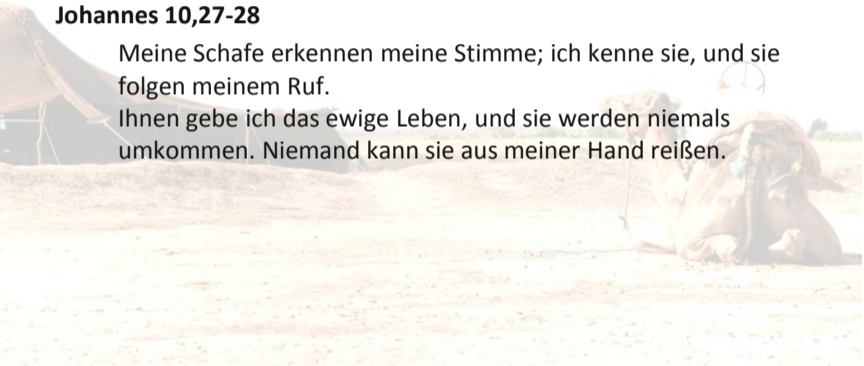 Johannes 10,27-28
Meine Schafe erkennen meine Stimme; ich kenne sie, und sie
folgen meinem Ruf.
Ihnen gebe ich das ewige Leben, und sie werden niemals
umkommen. Niemand kann sie aus meiner Hand reißen.